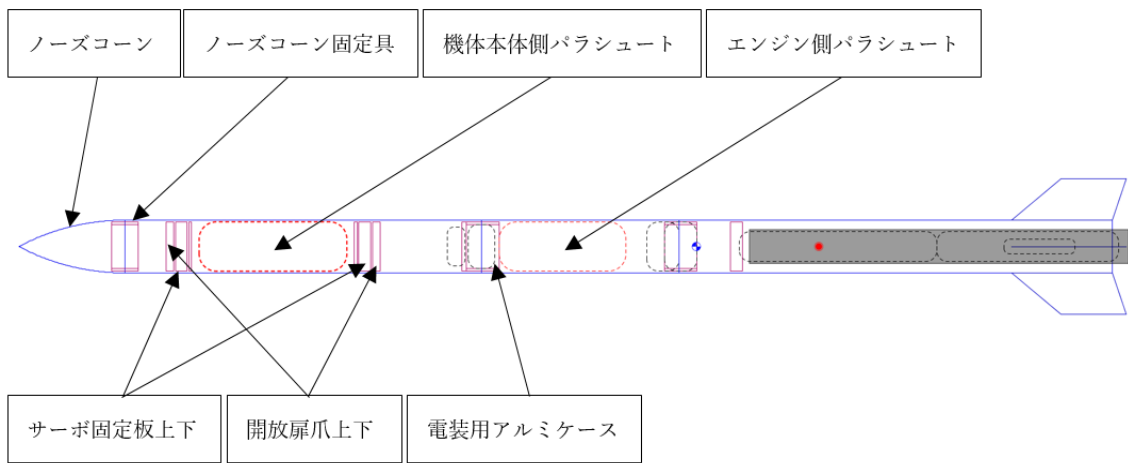 ノーズコーン
ノーズコーン固定具
機体本体側パラシュート
エンジン側パラシュート
サーボ固定板上下
開放扉爪上下
電装用アルミケース